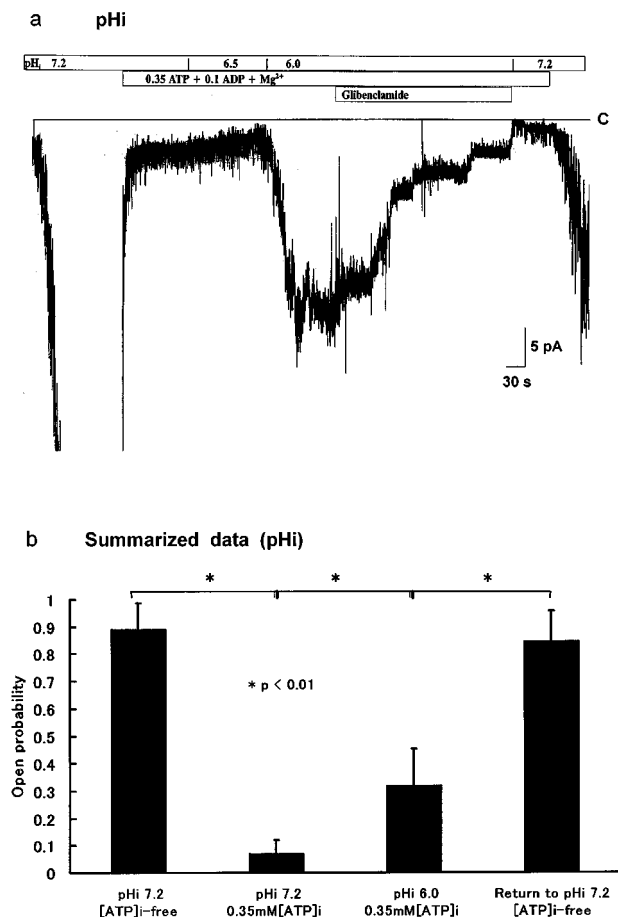 a pHi
pHi 7.2 6.5 6.0 7.2
0.35 ATP + 0.1 ADP + Mg2+
Glibenclamide
C
5 pA
30 s
b Summarized data (pHi)
* * *
1
0.9
0.8
0.7
0.6
0.5
0.4
0.3
0.2
0.1
0
Open probability
* p < 0.01
pHi 7.2 pHi 7.2 pHi 6.0 Return to pHi 7.2
[ATP]i-free 0.35mM[ATP]i 0.35mM[ATP]i [ATP]i-free